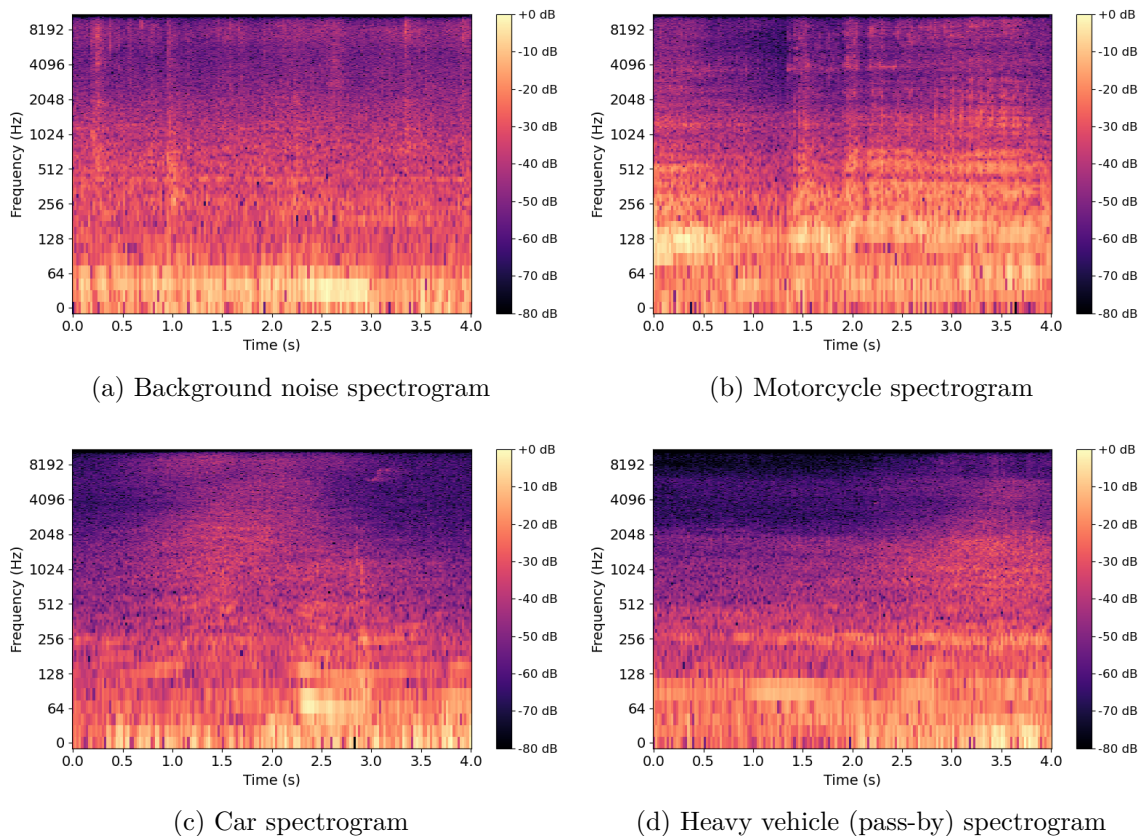 8192
4096
2048
1024
512
256
128
64
0
Frequency (Hz)
0.0 0.5 1.0 1.5 2.0 2.5 3.0 3.5 4.0
Time (s)
+0 dB
-10 dB
-20 dB
-30 dB
-40 dB
-50 dB
-60 dB
-70 dB
-80 dB
(a) Background noise spectrogram
8192
4096
2048
1024
512
256
128
64
0
Frequency (Hz)
0.0 0.5 1.0 1.5 2.0 2.5 3.0 3.5 4.0
Time (s)
+0 dB
-10 dB
-20 dB
-30 dB
-40 dB
-50 dB
-60 dB
-70 dB
-80 dB
(b) Motorcycle spectrogram
8192
4096
2048
1024
512
256
128
64
0
Frequency (Hz)
0.0 0.5 1.0 1.5 2.0 2.5 3.0 3.5 4.0
Time (s)
+0 dB
-10 dB
-20 dB
-30 dB
-40 dB
-50 dB
-60 dB
-70 dB
-80 dB
(c) Car spectrogram
8192
4096
2048
1024
512
256
128
64
0
Frequency (Hz)
0.0 0.5 1.0 1.5 2.0 2.5 3.0 3.5 4.0
Time (s)
+0 dB
-10 dB
-20 dB
-30 dB
-40 dB
-50 dB
-60 dB
-70 dB
-80 dB
(d) Heavy vehicle (pass-by) spectrogram